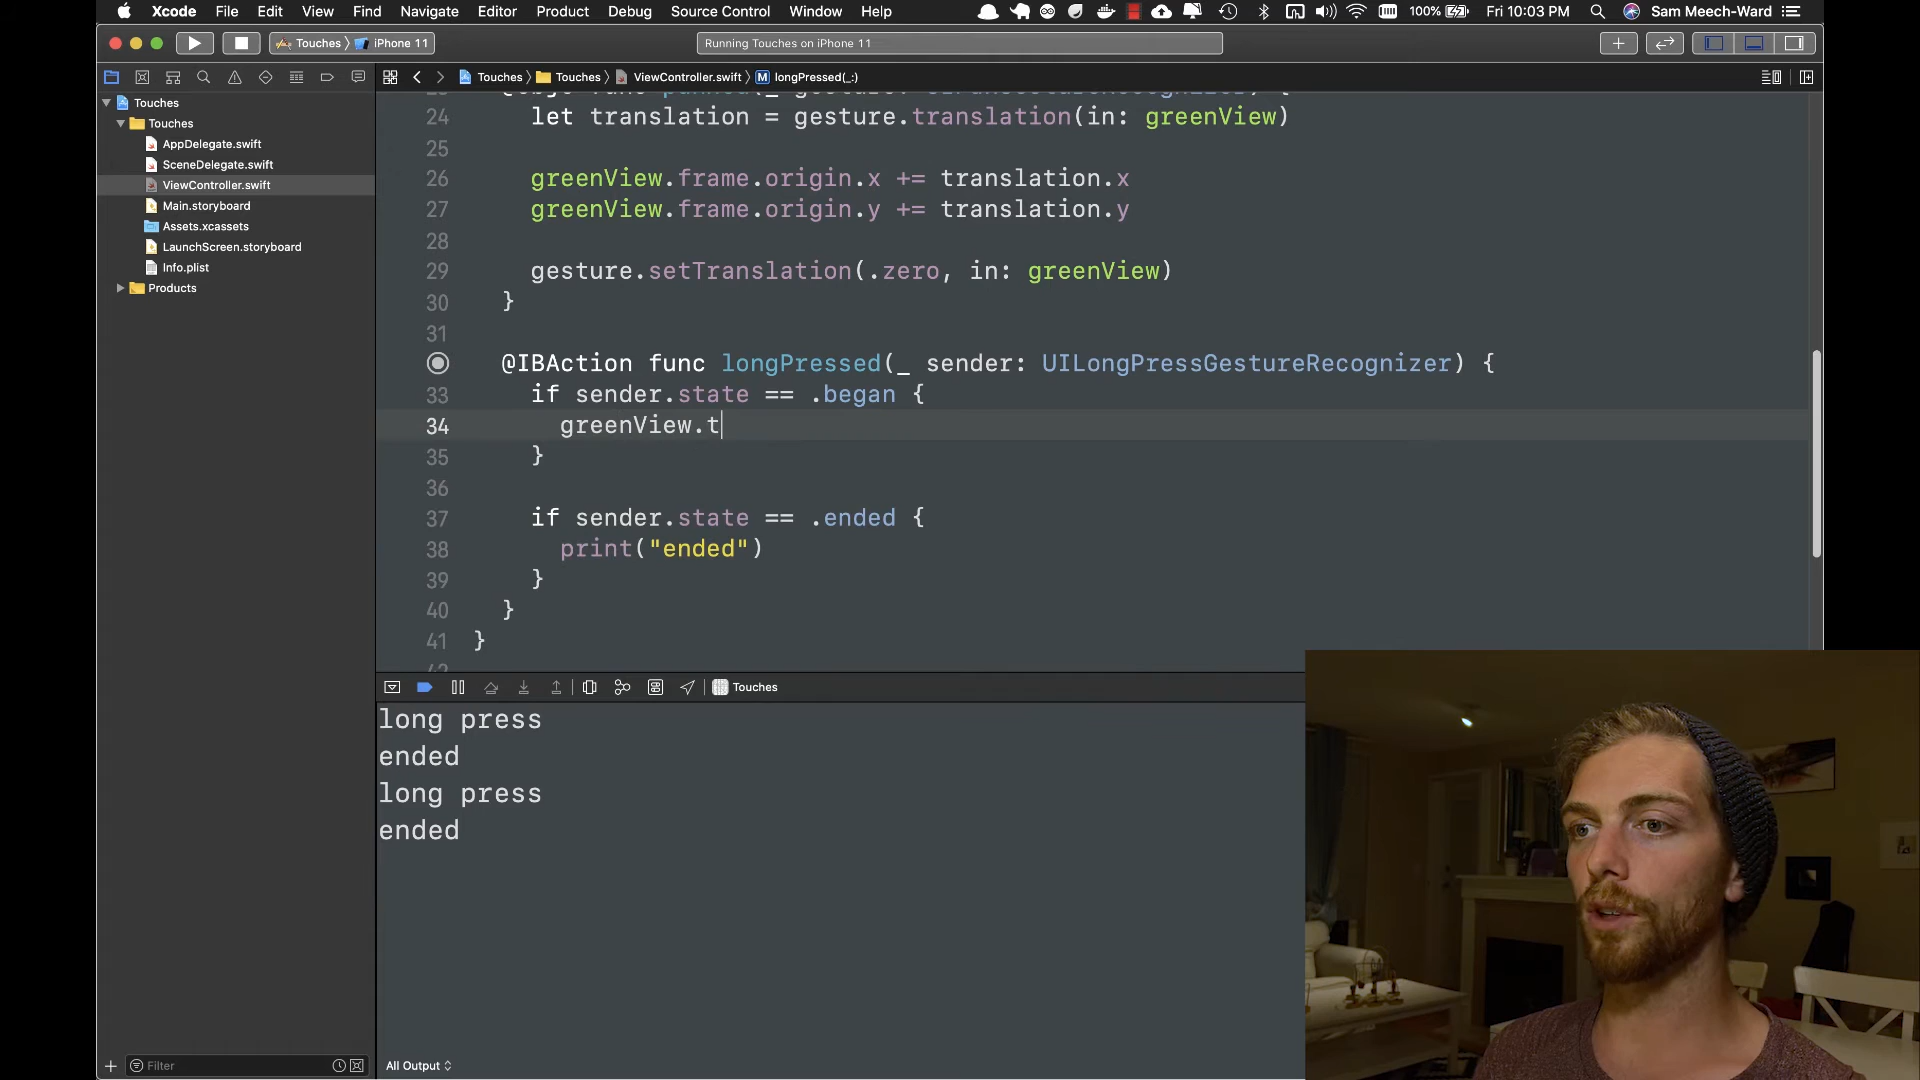 Xcode File Edit View Find Navigate Editor Product Debug Source Control Window Help 100% Fri 10:03 PM Sam Meech-Ward
Touches iPhone 11
Running Touches on iPhone 11
Touches Touches ViewController.swift M longPressed(_:)
Touches
Touches
AppDelegate.swift
SceneDelegate.swift
ViewController.swift
Main.storyboard
Assets.xcassets
LaunchScreen.storyboard
Info.plist
Products
24 let translation = gesture.translation(in: greenView)
25
26 greenView.frame.origin.x += translation.x
27 greenView.frame.origin.y += translation.y
28
29 gesture.setTranslation(.zero, in: greenView)
30 }
31
@IBAction func longPressed(_ sender: UILongPressGestureRecognizer) {
33 if sender.state == .began {
34 greenView.t
35 }
36
37 if sender.state == .ended {
38 print("ended")
39 }
40 }
41 }
Touches
long press
ended
long press
ended
Filter
All Output